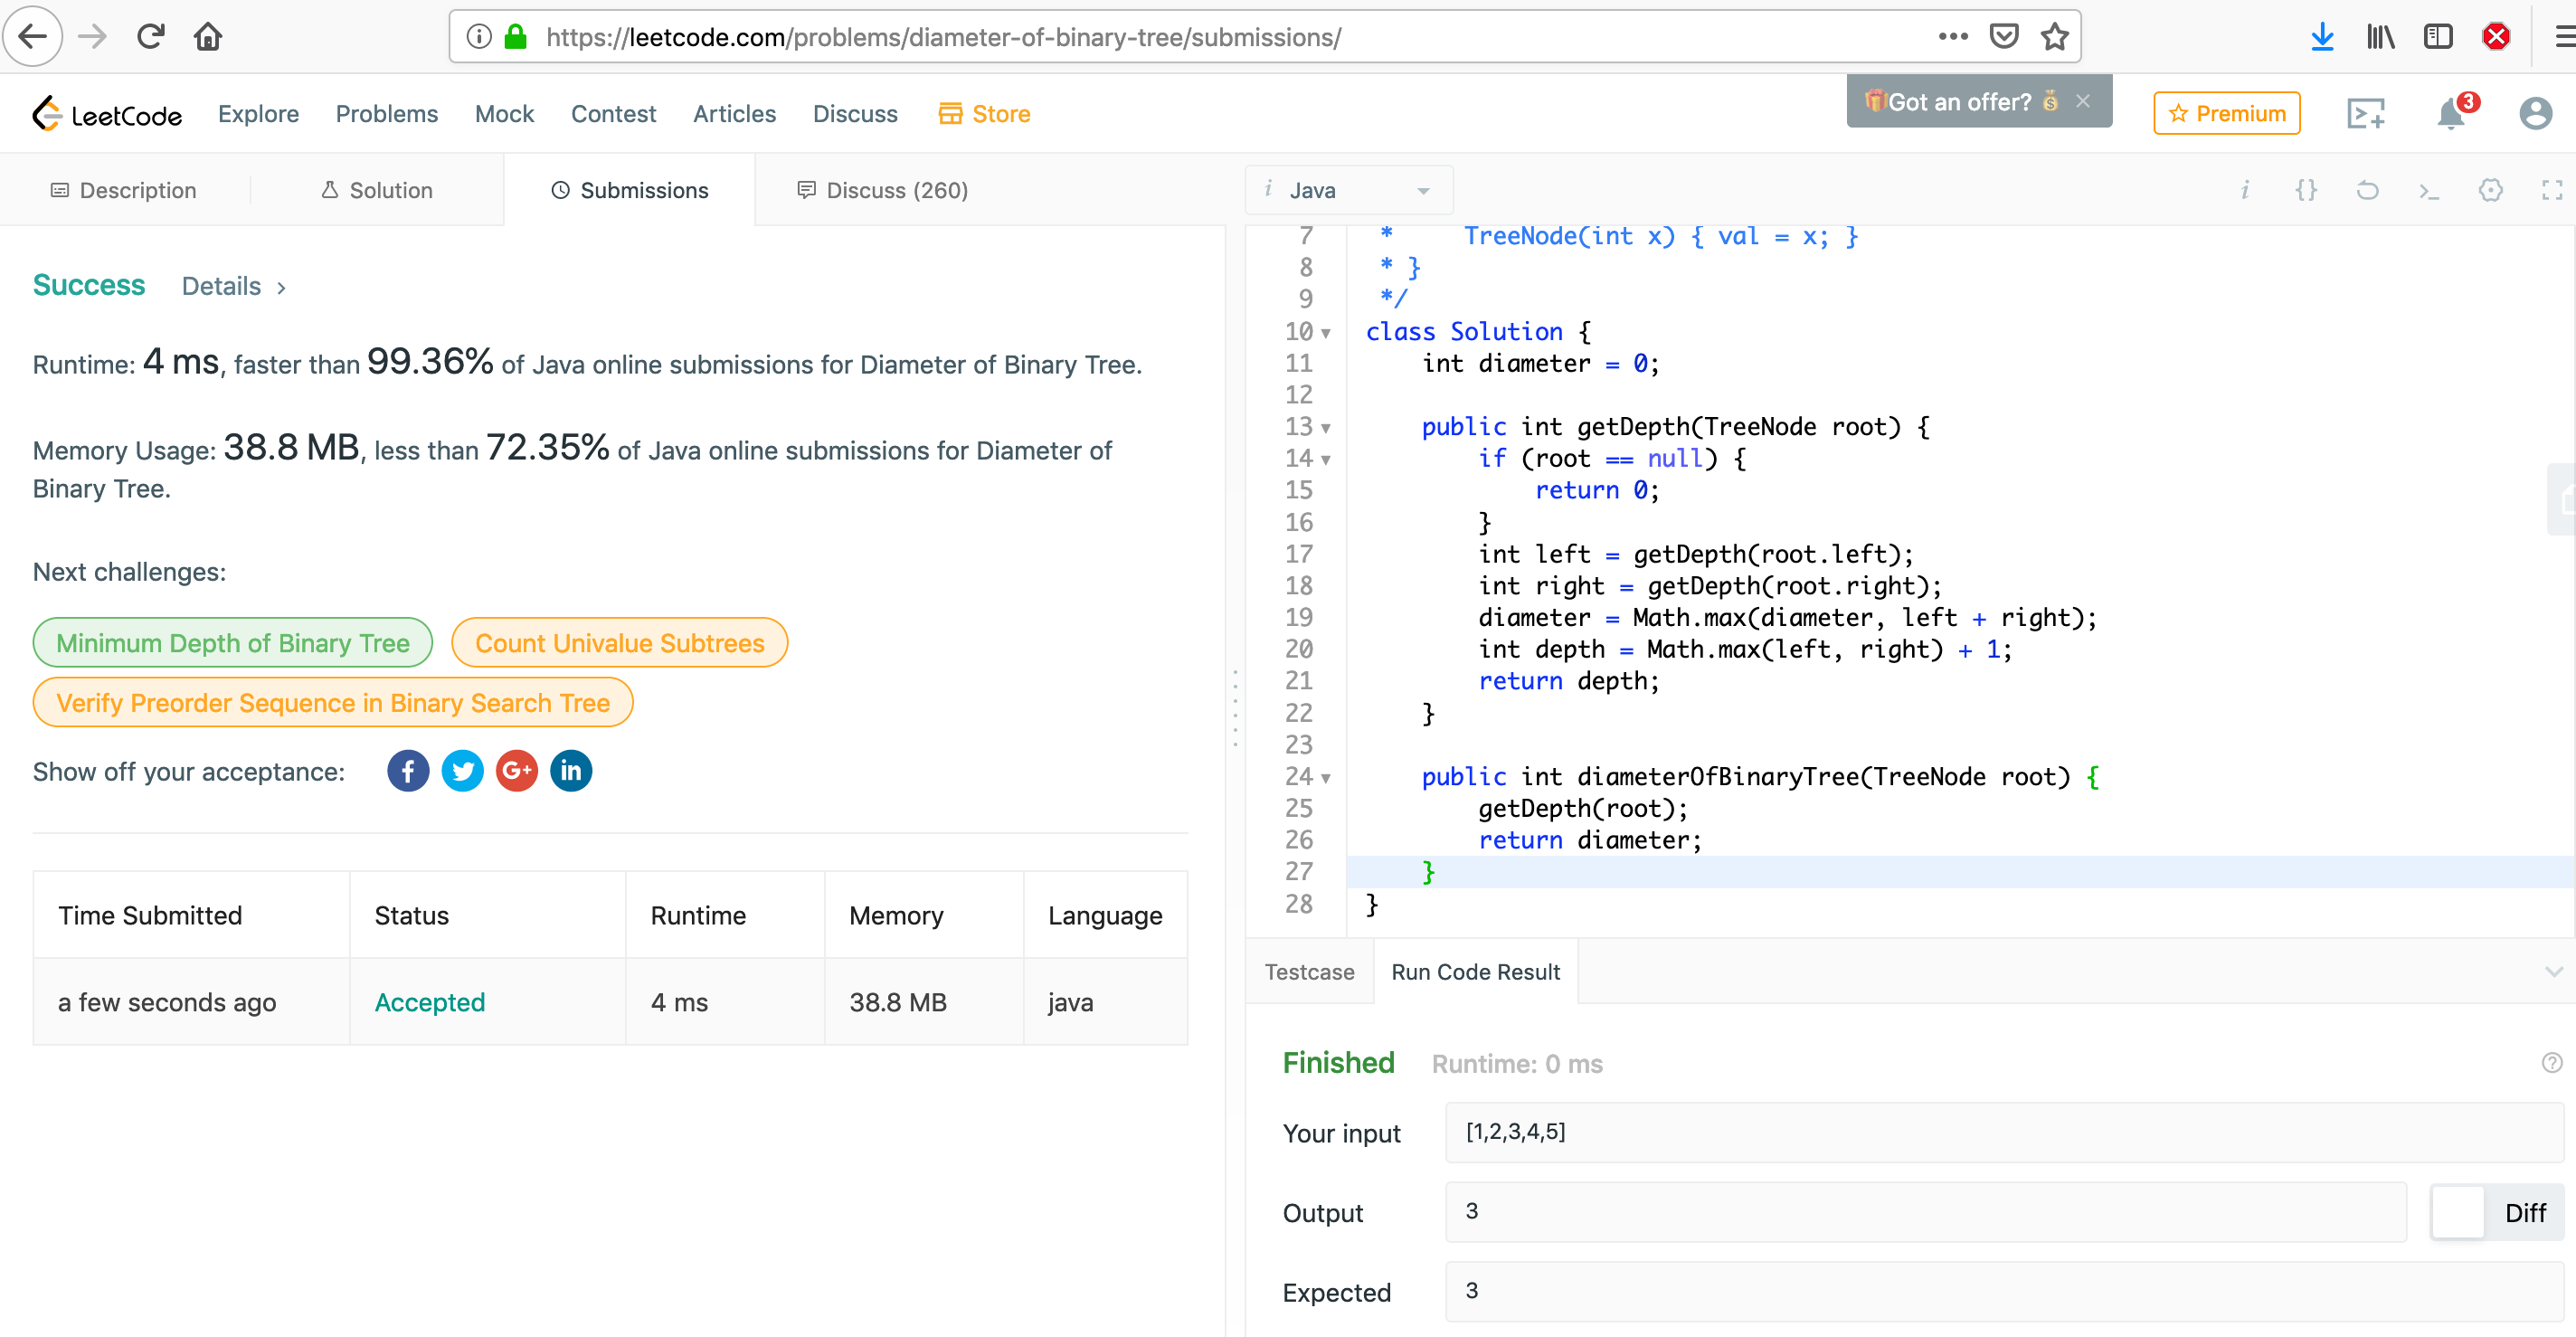 https://leetcode.com/problems/diameter-of-binary-tree/submissions/
LeetCode Explore Problems Mock Contest Articles Discuss Store
Got an offer?
Premium
3
Description Solution Submissions Discuss (260)
Success Details
Runtime: 4 ms, faster than 99.36% of Java online submissions for Diameter of Binary Tree.
Memory Usage: 38.8 MB, less than 72.35% of Java online submissions for Diameter of
Binary Tree.
Next challenges:
Minimum Depth of Binary Tree Count Univalue Subtrees
Verify Preorder Sequence in Binary Search Tree
Show off your acceptance: f G+ in
Time Submitted Status Runtime Memory Language
a few seconds ago Accepted 4 ms 38.8 MB java
i Java
i {} >_
7  *     TreeNode(int x) { val = x; }
8  * }
9  */
10 class Solution {
11     int diameter = 0;
12
13     public int getDepth(TreeNode root) {
14         if (root == null) {
15             return 0;
16         }
17         int left = getDepth(root.left);
18         int right = getDepth(root.right);
19         diameter = Math.max(diameter, left + right);
20         int depth = Math.max(left, right) + 1;
21         return depth;
22     }
23
24     public int diameterOfBinaryTree(TreeNode root) {
25         getDepth(root);
26         return diameter;
27     }
28 }
Testcase Run Code Result
Finished Runtime: 0 ms
Your input [1,2,3,4,5]
Output 3 Diff
Expected 3